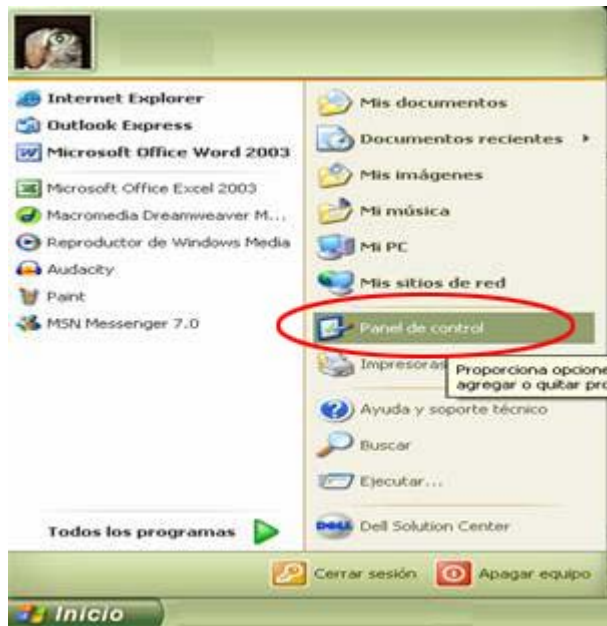 Internet Explorer
Outlook Express
Microsoft Office Word 2003
Microsoft Office Excel 2003
Macromedia Dreamweaver M...
Reproductor de Windows Media
Audacity
Paint
MSN Messenger 7.0
Todos los programas
Mis documentos
Documentos recientes
Mis imágenes
Mi música
Mi PC
Mis sitios de red
Panel de control
Impresoras
Proporciona opcione
agregar o quitar pro
Ayuda y soporte técnico
Buscar
Ejecutar...
DELL Dell Solution Center
Cerrar sesión Apagar equipo
Inicio